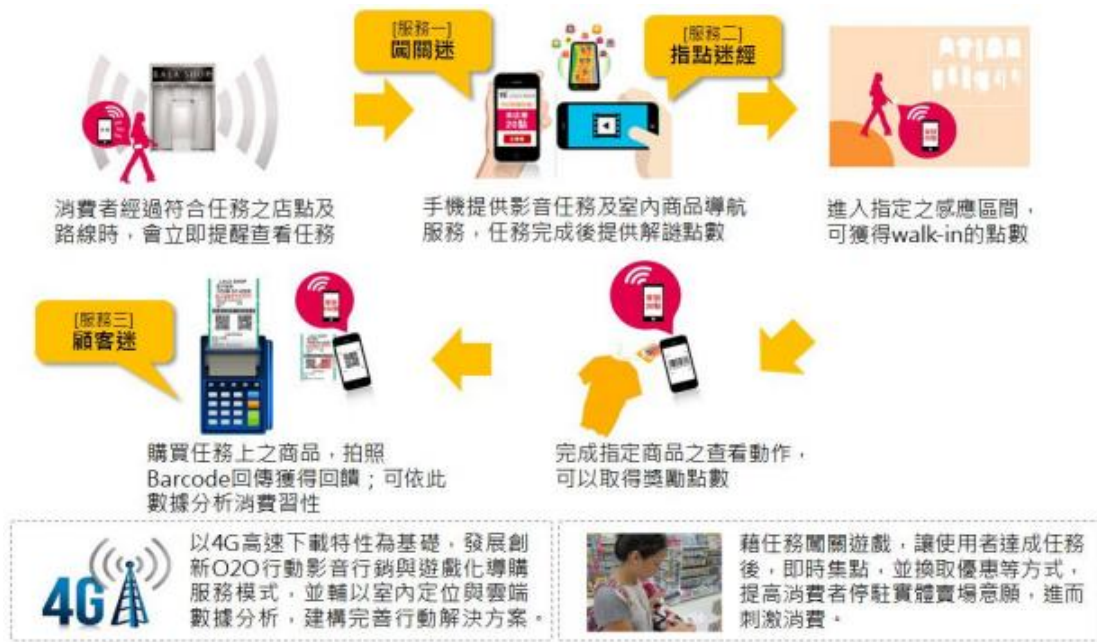 [服務一]
闖關迷
[服務二]
指點迷經
消費者經過符合任務之店點及
路線時，會立即提醒查看任務
手機提供影音任務及室內商品導航
服務，任務完成後提供解謎點數
進入指定之感應區間，
可獲得walk-in的點數
[服務三]
顧客迷
購買任務上之商品，拍照
Barcode回傳獲得回饋；可依此
數據分析消費習性
完成指定商品之查看動作，
可以取得獎勵點數
4G
以4G高速下載特性為基礎，發展創
新O2O行動影音行銷與遊戲化導購
服務模式，並輔以室內定位與雲端
數據分析，建構完善行動解決方案。
藉任務闖關遊戲，讓使用者達成任務
後，即時集點，並換取優惠等方式，
提高消費者停駐實體賣場意願，進而
刺激消費。